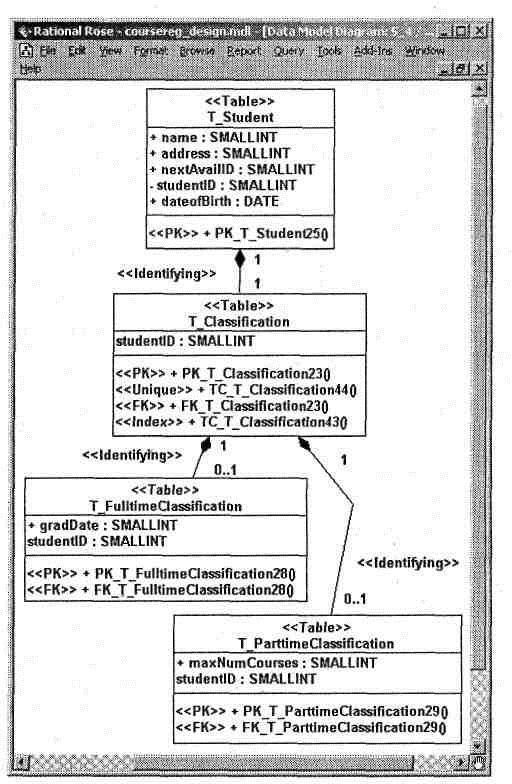 Rational Rose - coursereg_design.mdl - [Data Model Diagram: S_4 / ...
File Edit View Format Browse Report Query Tools Add-Ins Window
Help
<<Table>>
T_Student
+ name : SMALLINT
+ address : SMALLINT
+ nextAvailID : SMALLINT
- studentID : SMALLINT
+ dateofBirth : DATE
<<PK>> + PK_T_Student25()
1
<<Identifying>>
1
<<Table>>
T_Classification
studentID : SMALLINT
<<PK>> + PK_T_Classification23()
<<Unique>> + TC_T_Classification44()
<<FK>> + FK_T_Classification23()
<<Index>> + TC_T_Classification43()
<<Identifying>>
1
0..1
1
<<Table>>
T_FulltimeClassification
+ gradDate : SMALLINT
studentID : SMALLINT
<<PK>> + PK_T_FulltimeClassification28()
<<FK>> + FK_T_FulltimeClassification28()
<<Identifying>>
0..1
<<Table>>
T_ParttimeClassification
+ maxNumCourses : SMALLINT
studentID : SMALLINT
<<PK>> + PK_T_ParttimeClassification29()
<<FK>> + FK_T_ParttimeClassification29()